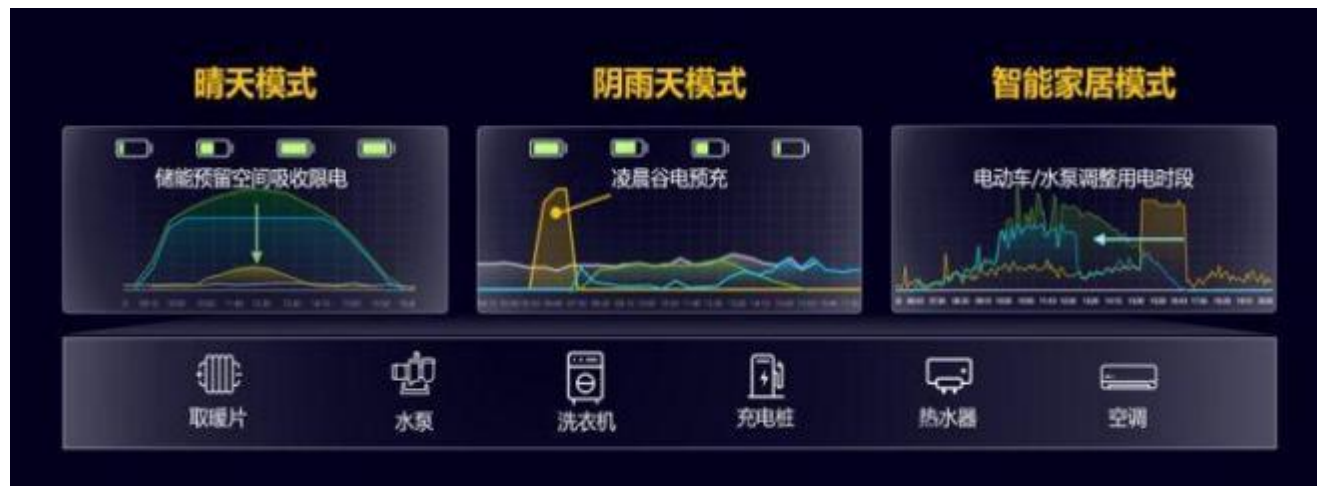 晴天模式
阴雨天模式
智能家居模式
储能预留空间吸收限电
凌晨谷电预充
电动车/水泵调整用电时段
取暖片
水泵
洗衣机
充电桩
热水器
空调